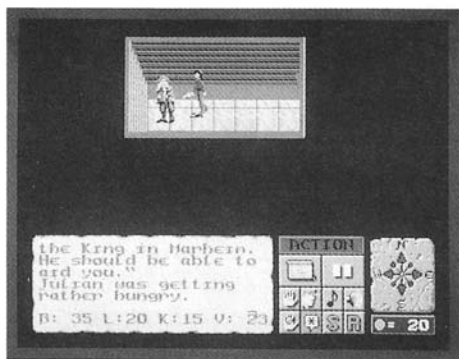 the King in Marhein.
He should be able to
aid you."
Julian was getting
rather hungry.
B: 35 L:20 K:15 V: 23
ACTION
S R
N
W E
S
= 20